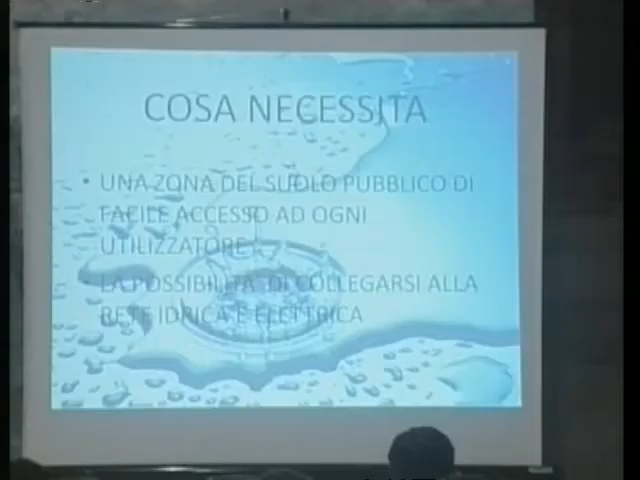 COSA NECESSITA
• UNA ZONA DEL SUOLO PUBBLICO DI
FACILE ACCESSO AD OGNI
UTILIZZATORE
• LA POSSIBILITA' DI COLLEGARSI ALLA
RETE IDRICA E ELETTRICA